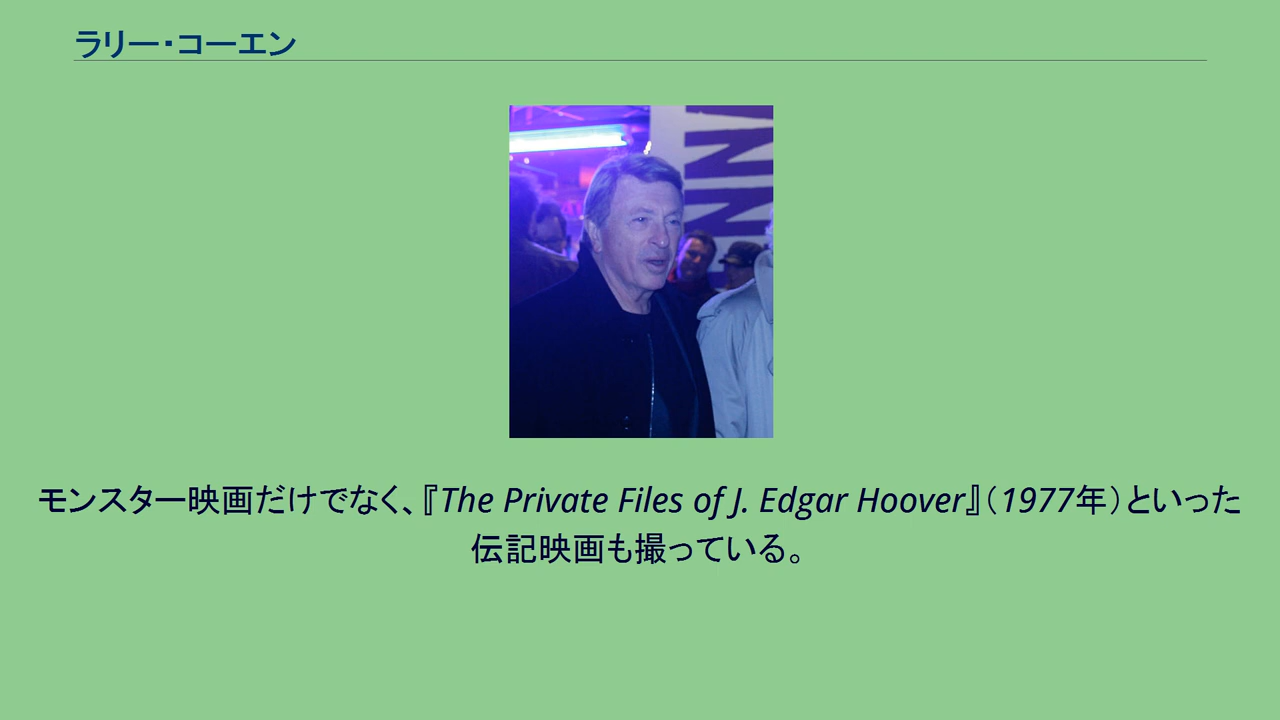 ラリー・コーエン
モンスター映画だけでなく、『The Private Files of J. Edgar Hoover』（1977年）といった
伝記映画も撮っている。